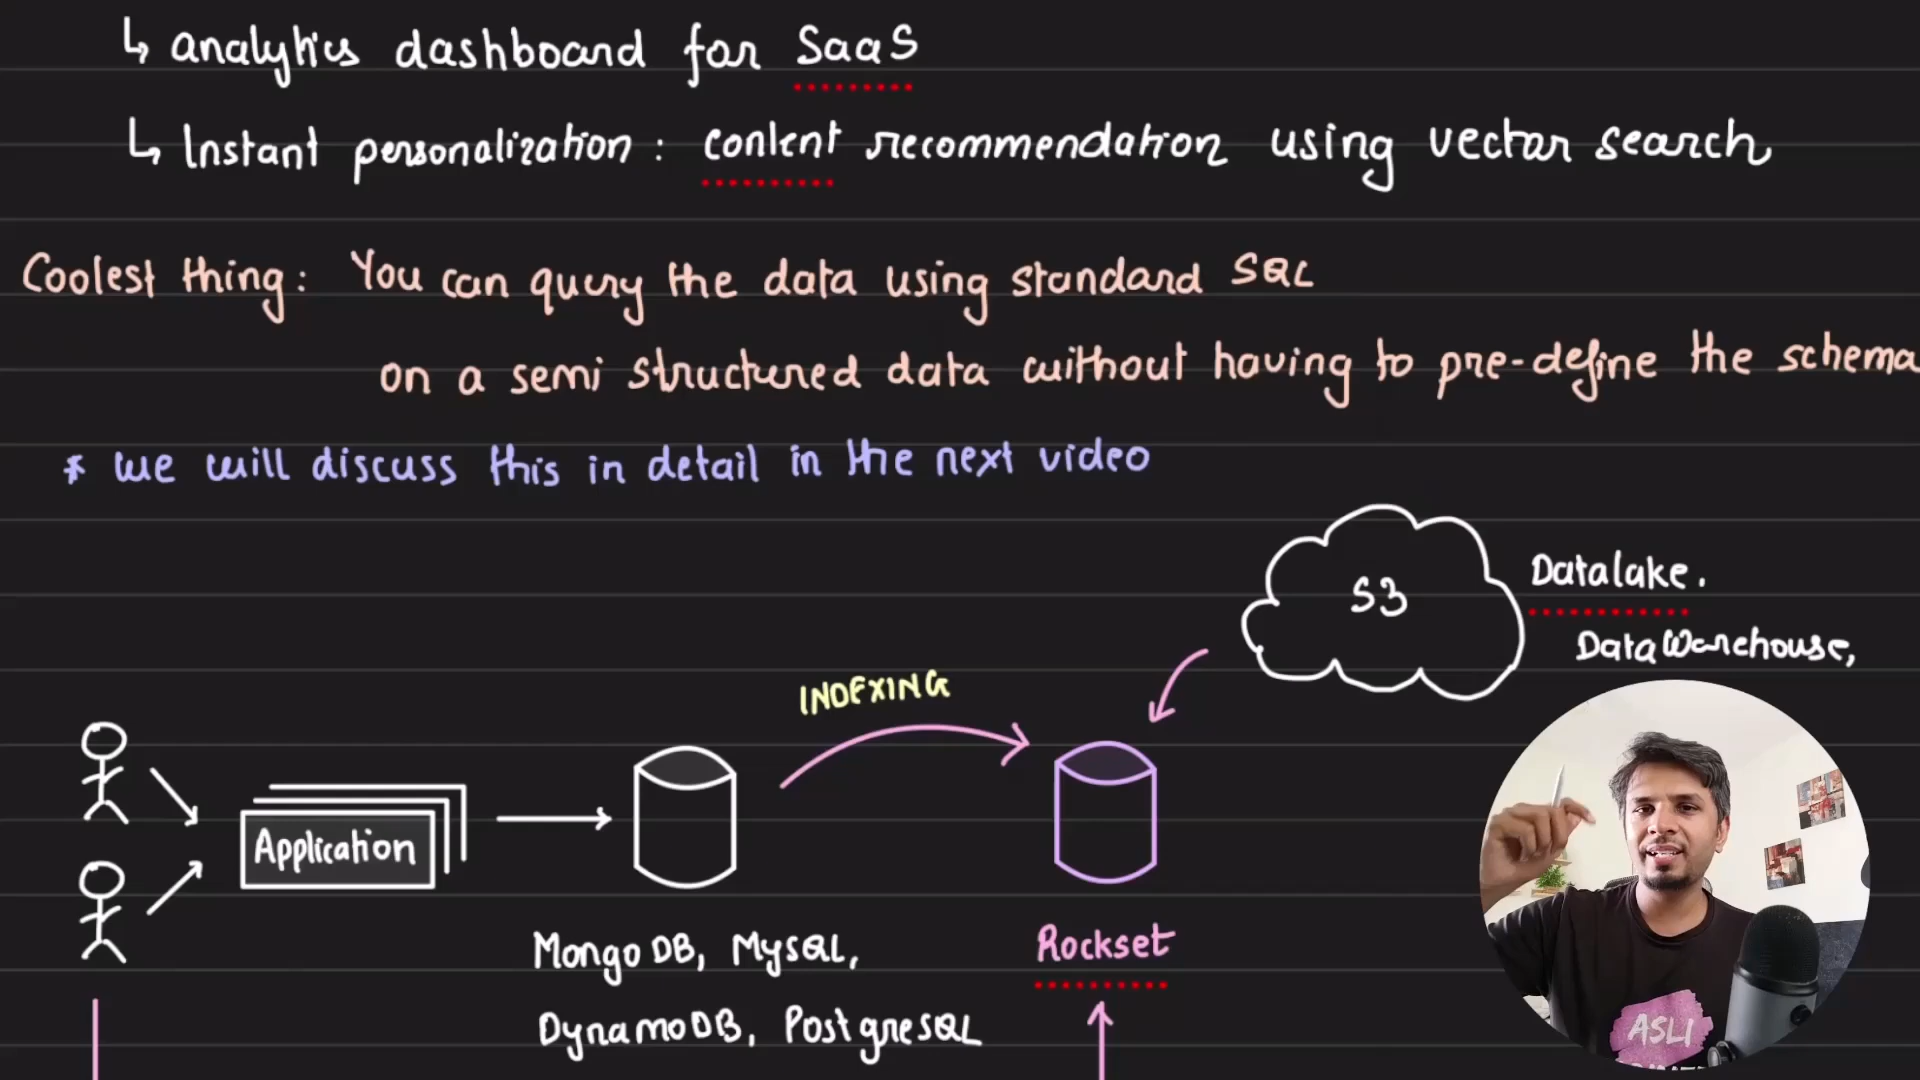 ↳ analytics dashboard for SaaS
↳ Instant personalization : content recommendation using vector search
Coolest thing : You can query the data using standard SQL
on a semi structured data without having to pre-define the schema
* we will discuss this in detail in the next video
S3
Datalake.
DataWarehouse,
INDEXING
Application
MongoDB, MySQL,
DynamoDB, PostgreSQL
Rockset
ASLI